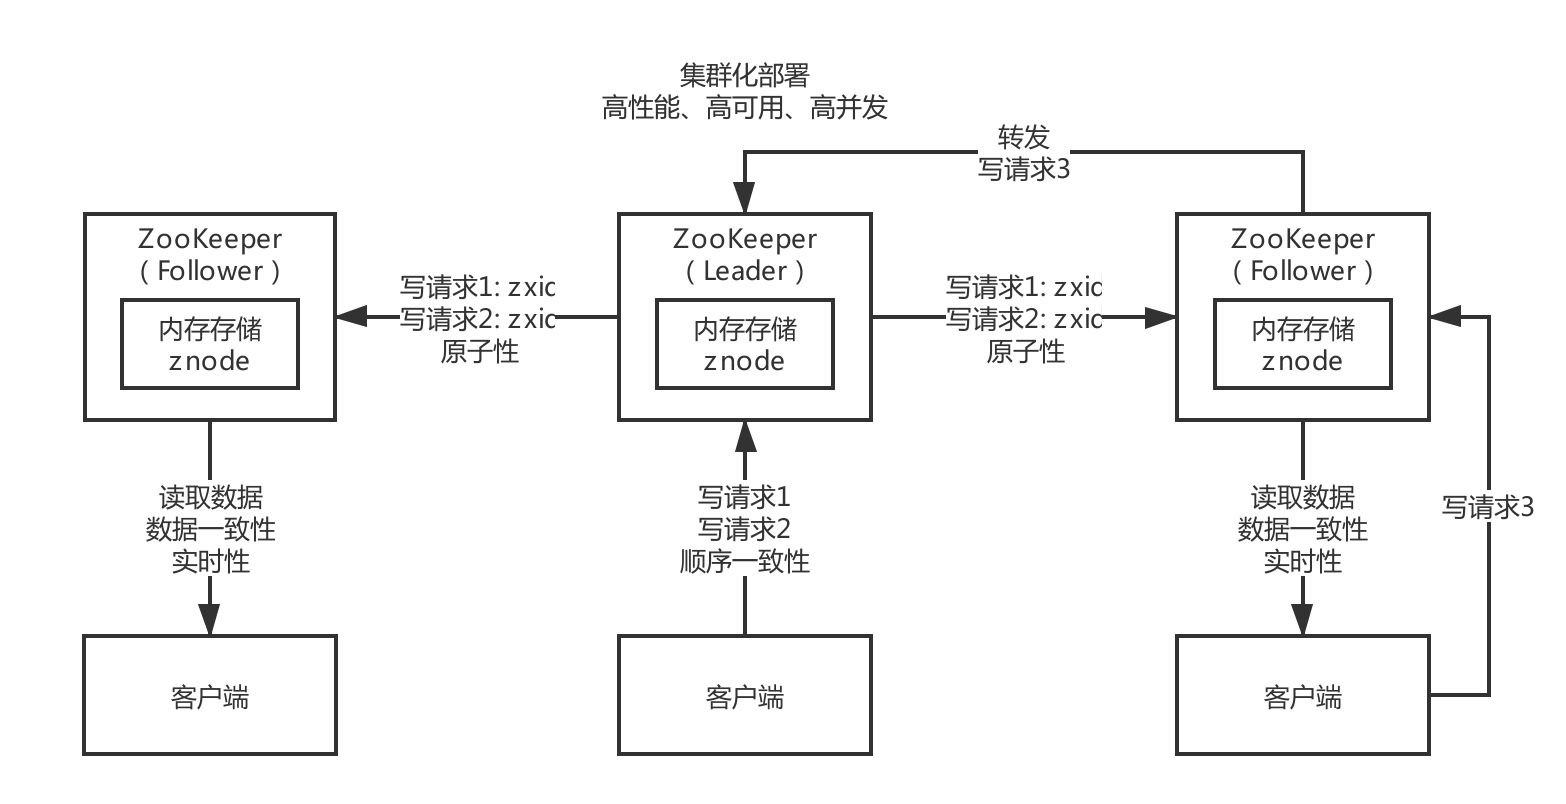 集群化部署
高性能、高可用、高并发
转发
写请求3
ZooKeeper
（Follower）
内存存储
znode
写请求1: zxid
写请求2: zxid
原子性
ZooKeeper
（Leader）
内存存储
znode
写请求1: zxid
写请求2: zxid
原子性
ZooKeeper
（Follower）
内存存储
znode
读取数据
数据一致性
实时性
写请求1
写请求2
顺序一致性
读取数据
数据一致性
实时性
写请求3
客户端
客户端
客户端